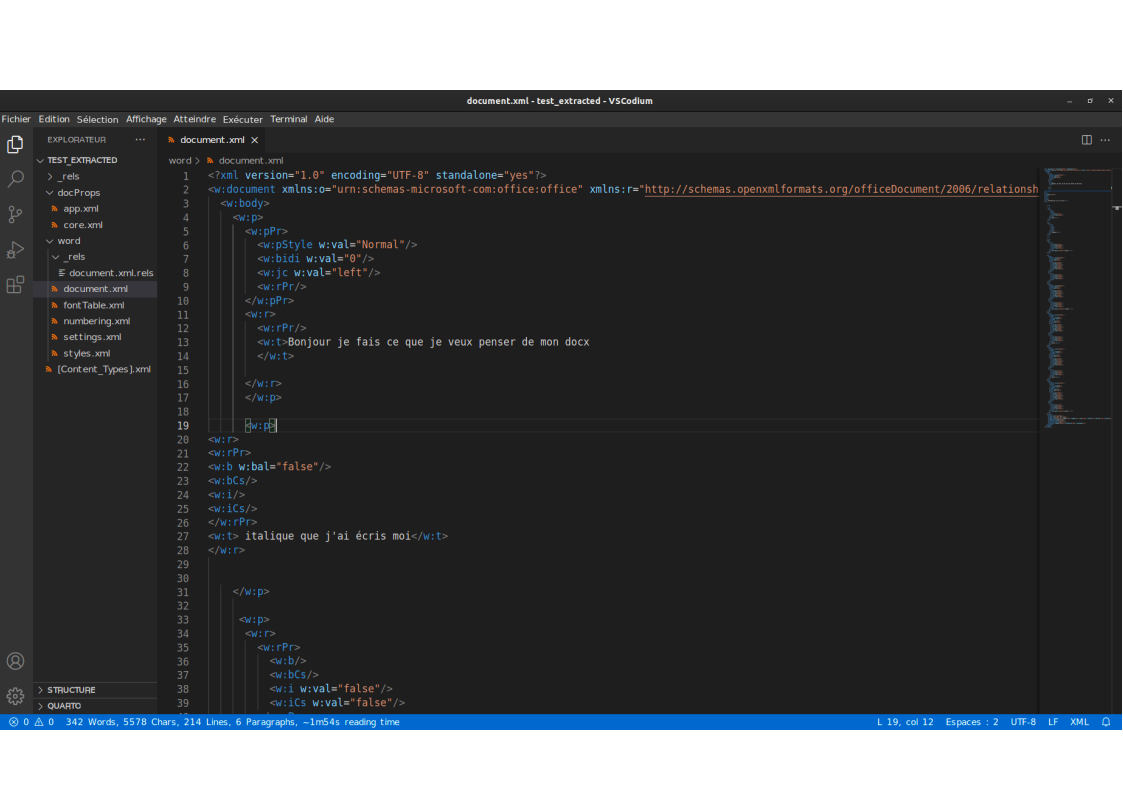 document.xml - test_extracted - VSCodium
Fichier Edition Sélection Affichage Atteindre Exécuter Terminal Aide
EXPLORATEUR
TEST_EXTRACTED
_rels
docProps
app.xml
core.xml
word
_rels
document.xml.rels
document.xml
fontTable.xml
numbering.xml
settings.xml
styles.xml
[Content_Types].xml
STRUCTURE
QUARTO
document.xml
word > document.xml
1 <?xml version="1.0" encoding="UTF-8" standalone="yes"?>
2 <w:document xmlns:o="urn:schemas-microsoft-com:office:office" xmlns:r="http://schemas.openxmlformats.org/officeDocument/2006/relationsh
3 <w:body>
4 <w:p>
5 <w:pPr>
6 <w:pStyle w:val="Normal"/>
7 <w:bidi w:val="0"/>
8 <w:jc w:val="left"/>
9 <w:rPr/>
10 </w:pPr>
11 <w:r>
12 <w:rPr/>
13 <w:t>Bonjour je fais ce que je veux penser de mon docx
14 </w:t>
15
16 </w:r>
17 </w:p>
18
19 <w:p>
20 <w:r>
21 <w:rPr>
22 <w:b w:bal="false"/>
23 <w:bCs/>
24 <w:i/>
25 <w:iCs/>
26 </w:rPr>
27 <w:t> italique que j'ai écris moi</w:t>
28 </w:r>
29
30
31 </w:p>
32
33 <w:p>
34 <w:r>
35 <w:rPr>
36 <w:b/>
37 <w:bCs/>
38 <w:i w:val="false"/>
39 <w:iCs w:val="false"/>
0 0 342 Words, 5578 Chars, 214 Lines, 6 Paragraphs, ~1m54s reading time L 19, col 12 Espaces : 2 UTF-8 LF XML